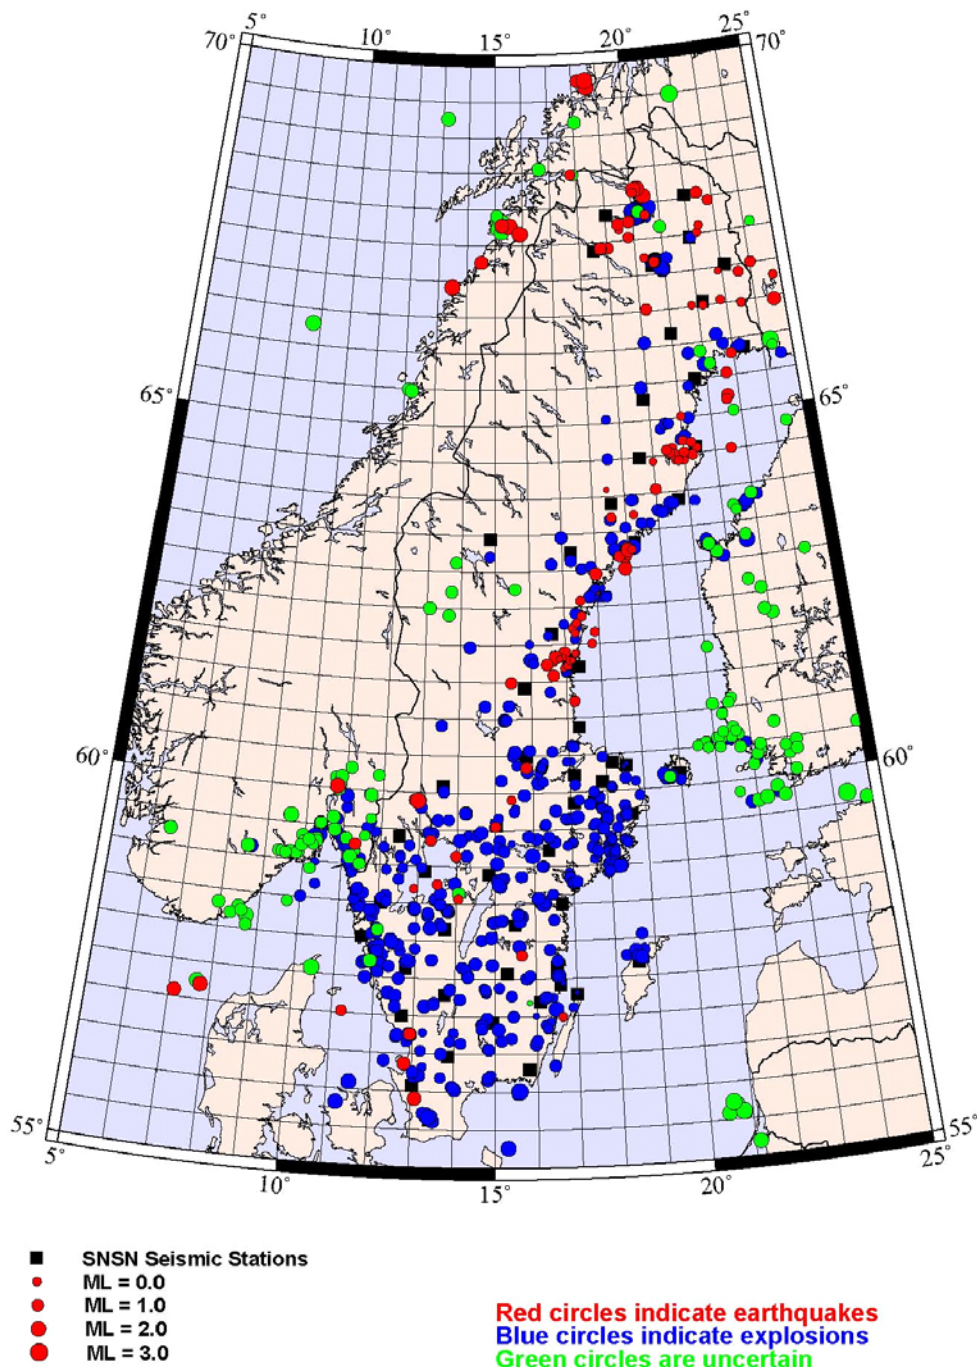 5° 10° 15° 20° 25°
70° 70°
65° 65°
60° 60°
55° 55°
5° 10° 15° 20° 25°
SNSN Seismic Stations
ML = 0.0
ML = 1.0
ML = 2.0
ML = 3.0
Red circles indicate earthquakes
Blue circles indicate explosions
Green circles are uncertain